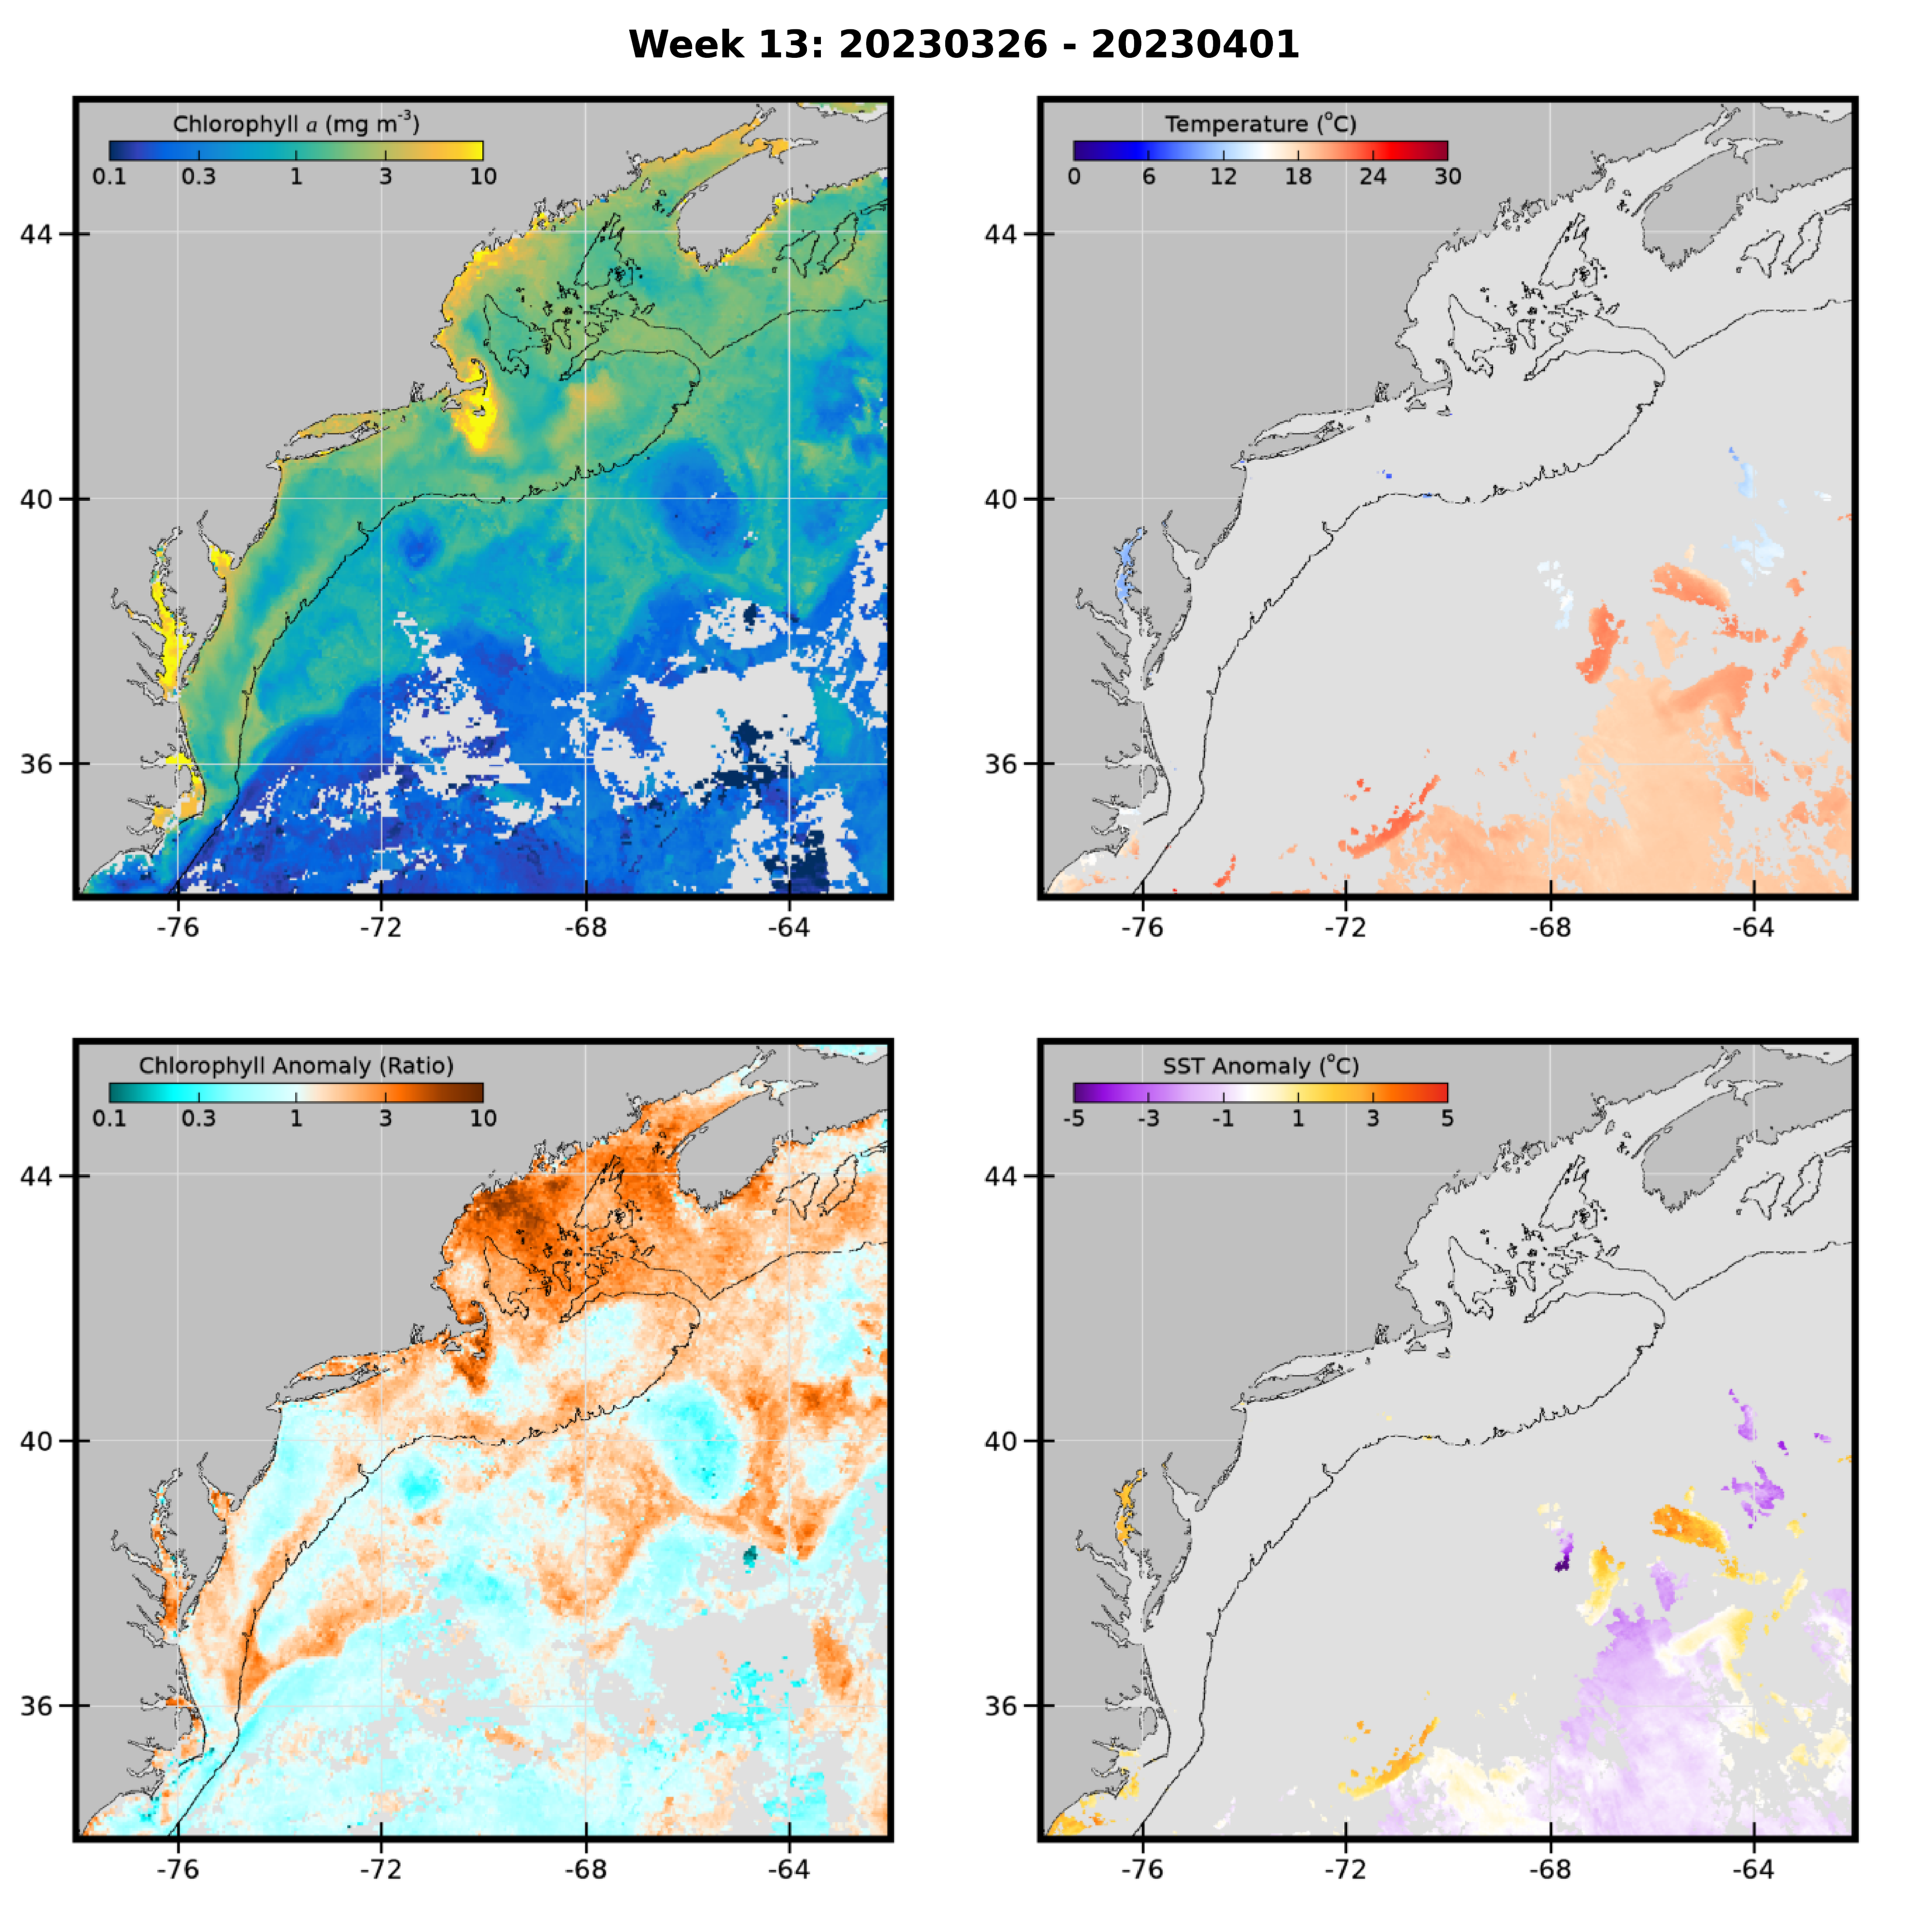 Week 13: 20230326 - 20230401
Chlorophyll a (mg m-3)
0.1 0.3 1 3 10
44
40
36
-76 -72 -68 -64
Temperature (oC)
0 6 12 18 24 30
44
40
36
-76 -72 -68 -64
Chlorophyll Anomaly (Ratio)
0.1 0.3 1 3 10
44
40
36
-76 -72 -68 -64
SST Anomaly (oC)
-5 -3 -1 1 3 5
44
40
36
-76 -72 -68 -64